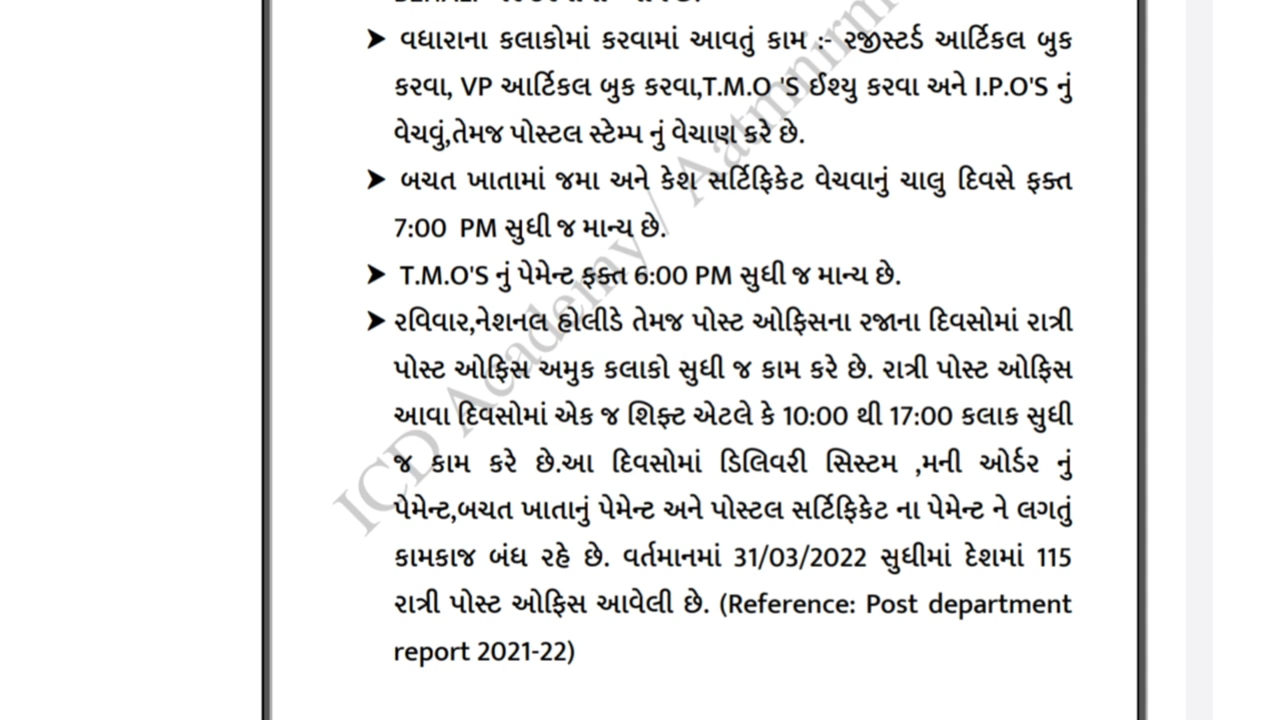 ➤ વધારાના કલાકોમાં કરવામાં આવતું કામ :- રજીસ્ટર્ડ આર્ટિકલ બુક
કરવા, VP આર્ટિકલ બુક કરવા,T.M.O 'S ઈશ્યુ કરવા અને I.P.O'S નું
વેચવું,તેમજ પોસ્ટલ સ્ટેમ્પ નું વેચાણ કરે છે.
➤ બચત ખાતામાં જમા અને કેશ સર્ટિફિકેટ વેચવાનું ચાલુ દિવસે ફક્ત
7:00 PM સુધી જ માન્ય છે.
➤ T.M.O'S નું પેમેન્ટ ફક્ત 6:00 PM સુધી જ માન્ય છે.
➤ રવિવાર,નેશનલ હોલીડે તેમજ પોસ્ટ ઓફિસના રજાના દિવસોમાં રાત્રી
પોસ્ટ ઓફિસ અમુક કલાકો સુધી જ કામ કરે છે. રાત્રી પોસ્ટ ઓફિસ
આવા દિવસોમાં એક જ શિફ્ટ એટલે કે 10:00 થી 17:00 કલાક સુધી
જ કામ કરે છે.આ દિવસોમાં ડિલિવરી સિસ્ટમ ,મની ઓર્ડર નું
પેમેન્ટ,બચત ખાતાનું પેમેન્ટ અને પોસ્ટલ સર્ટિફિકેટ ના પેમેન્ટ ને લગતું
કામકાજ બંધ રહે છે. વર્તમાનમાં 31/03/2022 સુધીમાં દેશમાં 115
રાત્રી પોસ્ટ ઓફિસ આવેલી છે. (Reference: Post department
report 2021-22)
ICD Academy / Aatmnirm